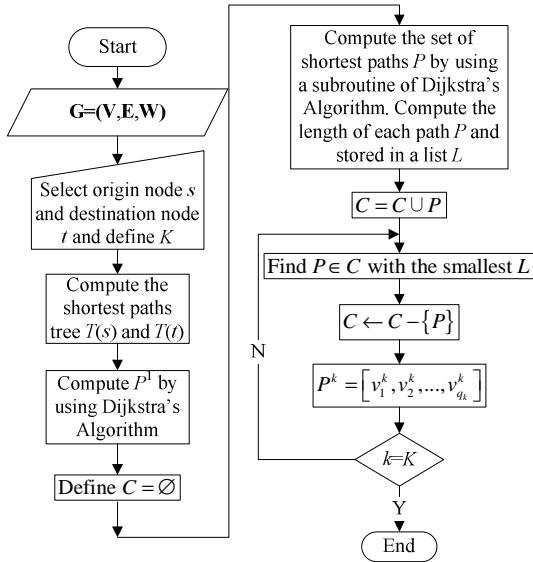 Start
G=(V,E,W)
Select origin node s
and destination node
t and define K
Compute the
shortest paths
tree T(s) and T(t)
Compute P¹ by
using Dijkstra's
Algorithm
Define C = ∅
Compute the set of
shortest paths P by using
a subroutine of Dijkstra's
Algorithm. Compute the
length of each path P and
stored in a list L
C = C ∪ P
Find P ∈ C with the smallest L
C ← C − {P}
P^k = [v_1^k, v_2^k, ..., v_{q_k}^k]
N
k=K
Y
End